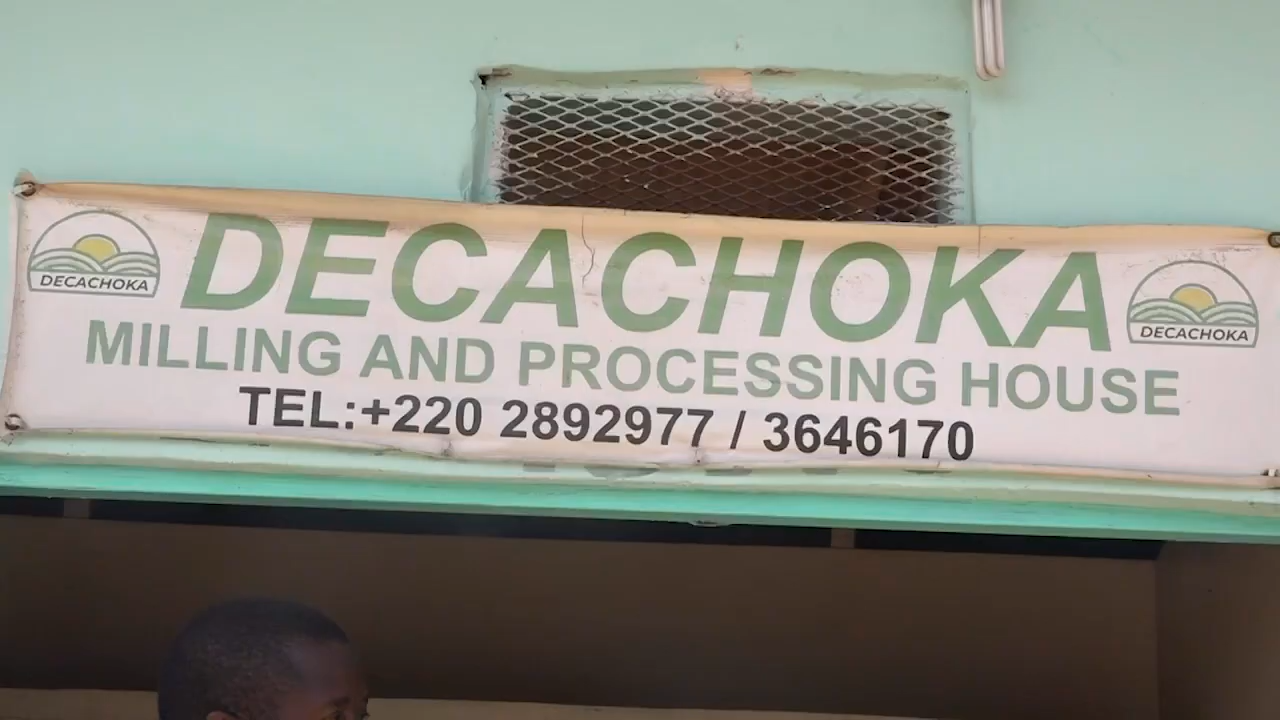 DECACHOKA
DECACHOKA
MILLING AND PROCESSING HOUSE
TEL:+220 2892977 / 3646170
DECACHOKA